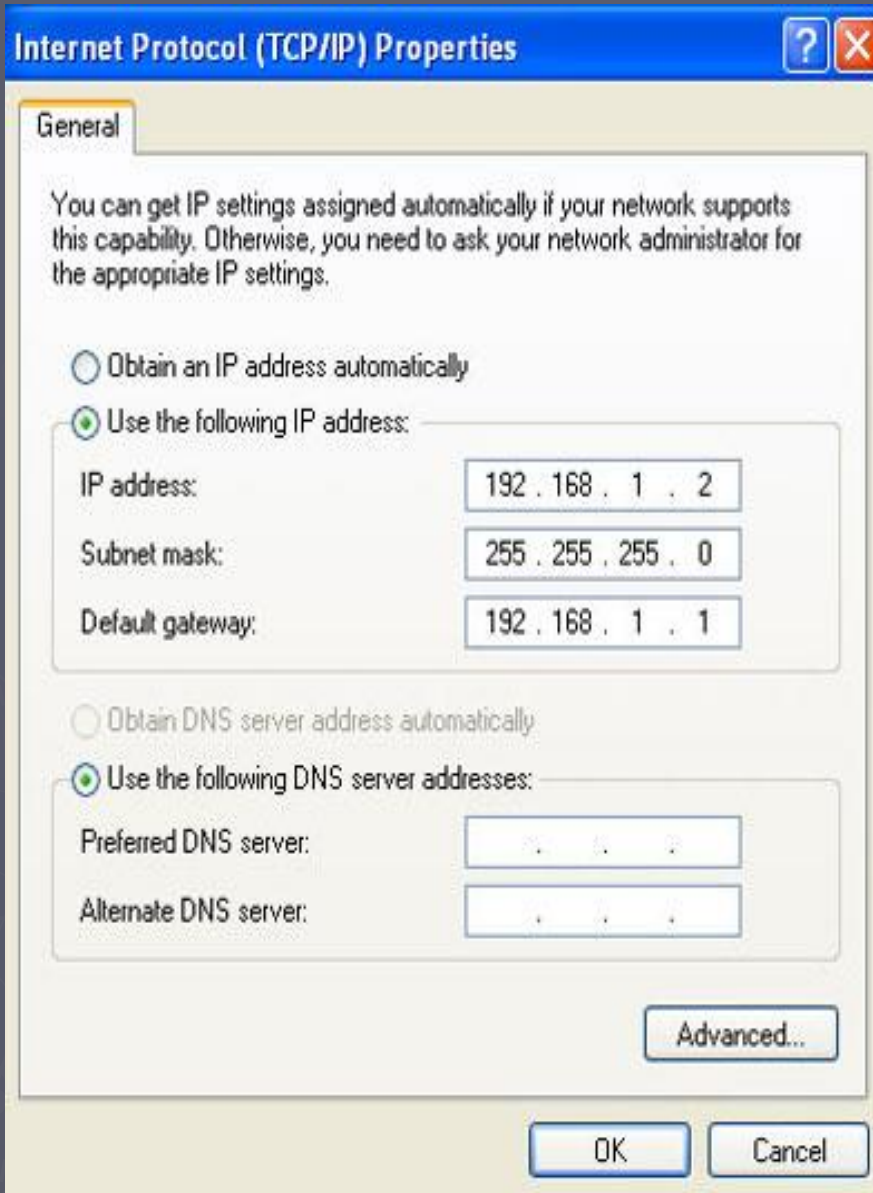 Internet Protocol (TCP/IP) Properties
General
You can get IP settings assigned automatically if your network supports
this capability. Otherwise, you need to ask your network administrator for
the appropriate IP settings.
Obtain an IP address automatically
Use the following IP address:
IP address: 192 . 168 . 1 . 2
Subnet mask: 255 . 255 . 255 . 0
Default gateway: 192 . 168 . 1 . 1
Obtain DNS server address automatically
Use the following DNS server addresses:
Preferred DNS server: . . .
Alternate DNS server: . . .
Advanced...
OK Cancel